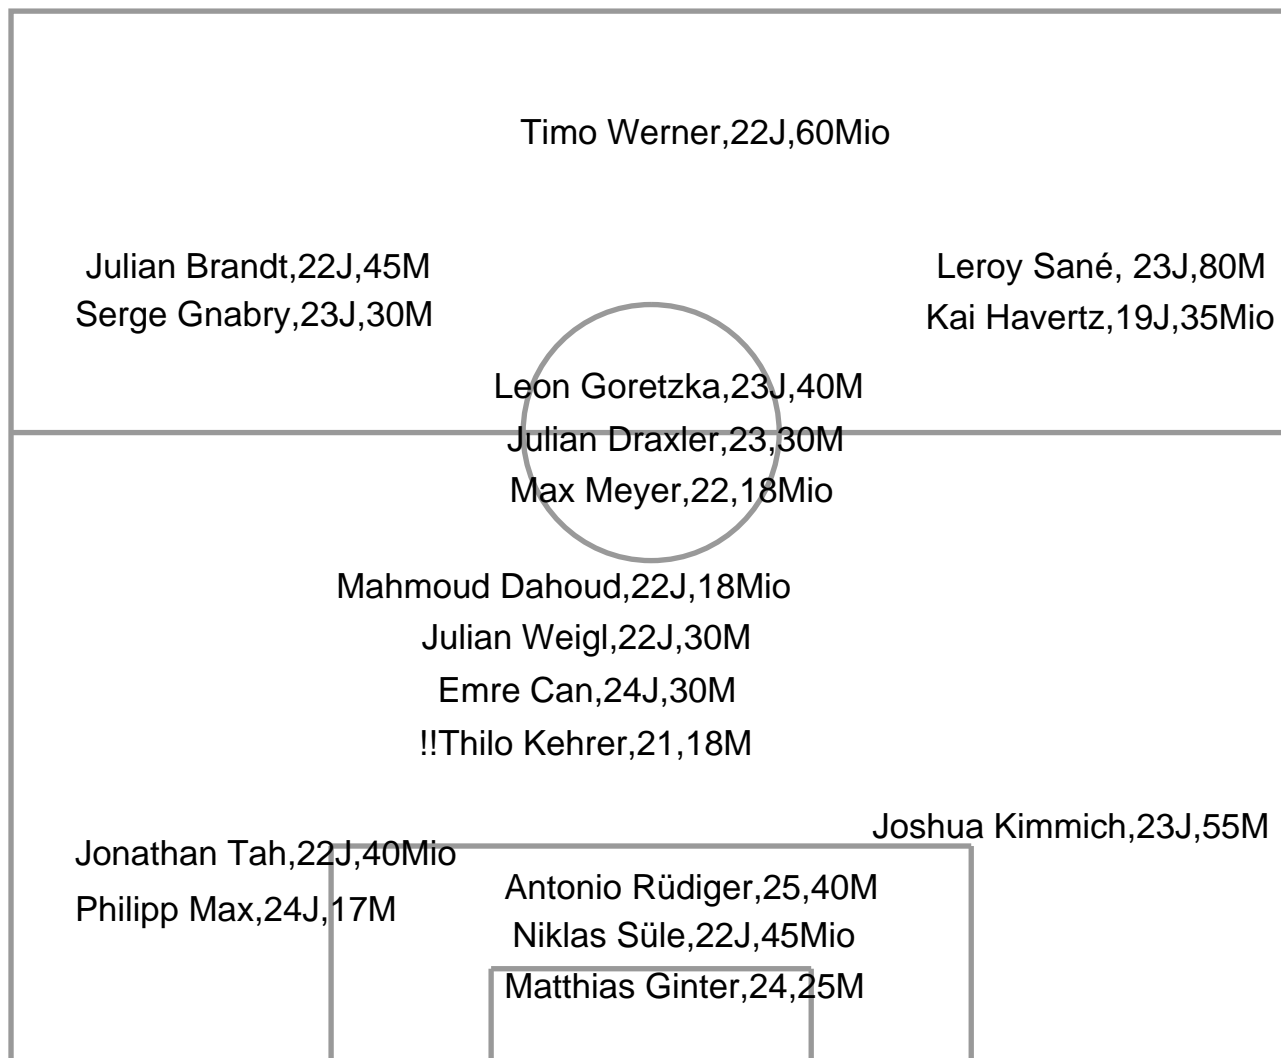 Timo Werner,22J,60Mio
Julian Brandt,22J,45M
Leroy Sané, 23J,80M
Serge Gnabry,23J,30M
Kai Havertz,19J,35Mio
Leon Goretzka,23J,40M
Julian Draxler,23,30M
Max Meyer,22,18Mio
Mahmoud Dahoud,22J,18Mio
Julian Weigl,22J,30M
Emre Can,24J,30M
!!Thilo Kehrer,21,18M
Joshua Kimmich,23J,55M
Jonathan Tah,22J,40Mio
Antonio Rüdiger,25,40M
Philipp Max,24J,17M
Niklas Süle,22J,45Mio
Matthias Ginter,24,25M